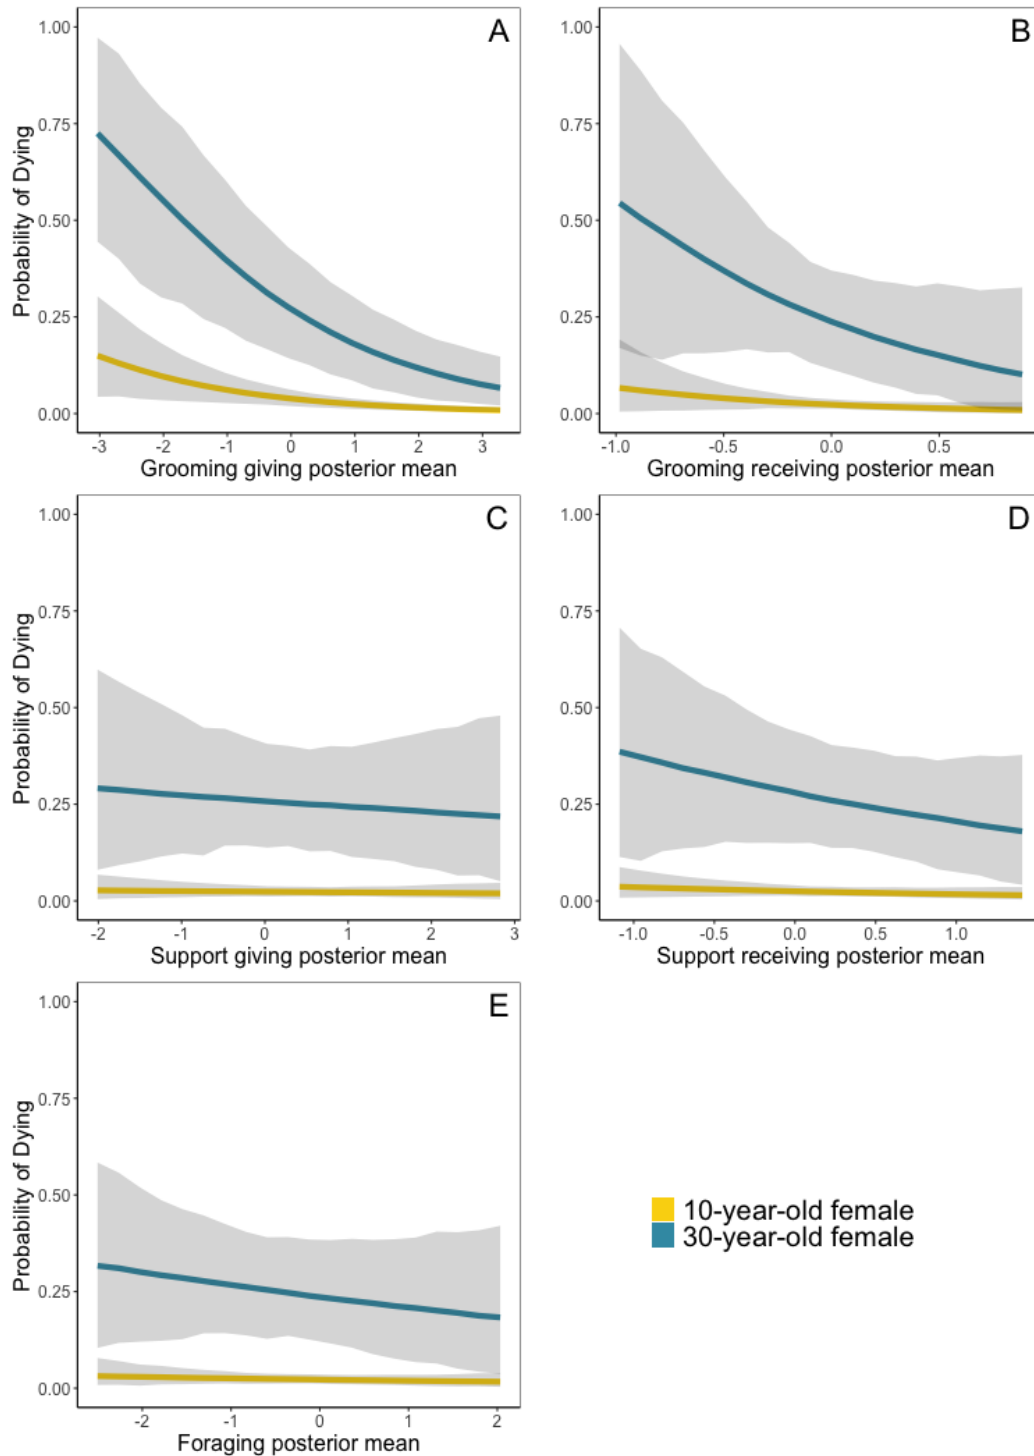 A
1.00
0.75
0.50
0.25
0.00
Probability of Dying
-3 -2 -1 0 1 2 3
Grooming giving posterior mean
B
1.00
0.75
0.50
0.25
0.00
-1.0 -0.5 0.0 0.5
Grooming receiving posterior mean
C
1.00
0.75
0.50
0.25
0.00
Probability of Dying
-2 -1 0 1 2 3
Support giving posterior mean
D
1.00
0.75
0.50
0.25
0.00
-1.0 -0.5 0.0 0.5 1.0
Support receiving posterior mean
E
1.00
0.75
0.50
0.25
0.00
Probability of Dying
-2 -1 0 1 2
Foraging posterior mean
10-year-old female
30-year-old female